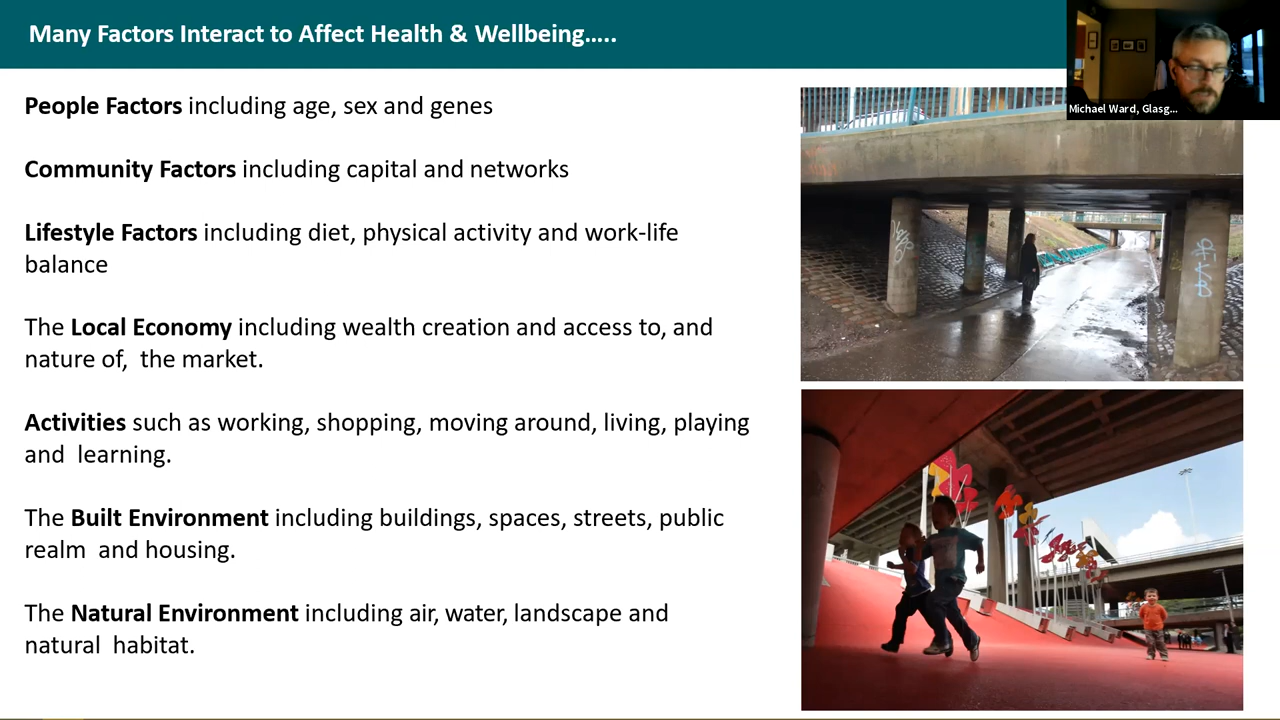 Many Factors Interact to Affect Health & Wellbeing.....
Michael Ward, Glasg...
People Factors including age, sex and genes
Community Factors including capital and networks
Lifestyle Factors including diet, physical activity and work-life
balance
The Local Economy including wealth creation and access to, and
nature of,  the market.
Activities such as working, shopping, moving around, living, playing
and  learning.
The Built Environment including buildings, spaces, streets, public
realm  and housing.
The Natural Environment including air, water, landscape and
natural  habitat.